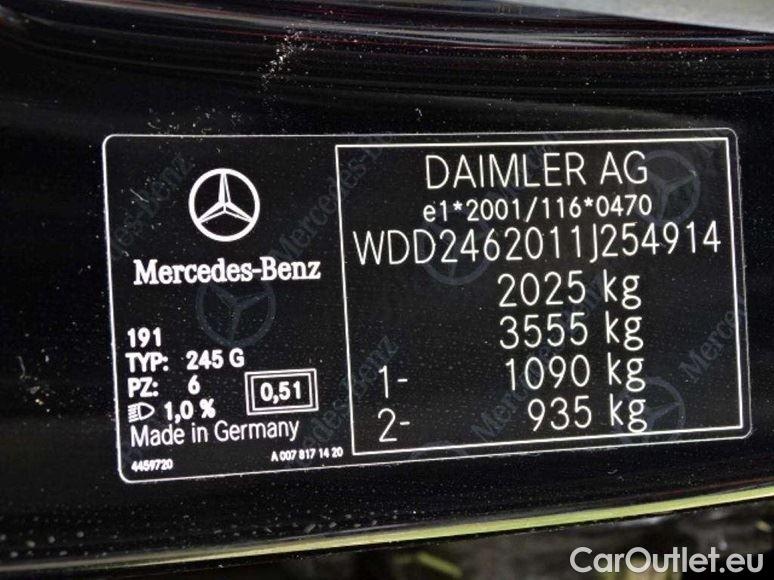 Mercedes-Benz
191
TYP: 245 G
PZ: 6
1,0 %
0,51
Made in Germany
4459720
A 007 817 14 20
DAIMLER AG
e1*2001/116*0470
WDD2462011J254914
2025 kg
3555 kg
1- 1090 kg
2- 935 kg
CarOutlet.eu